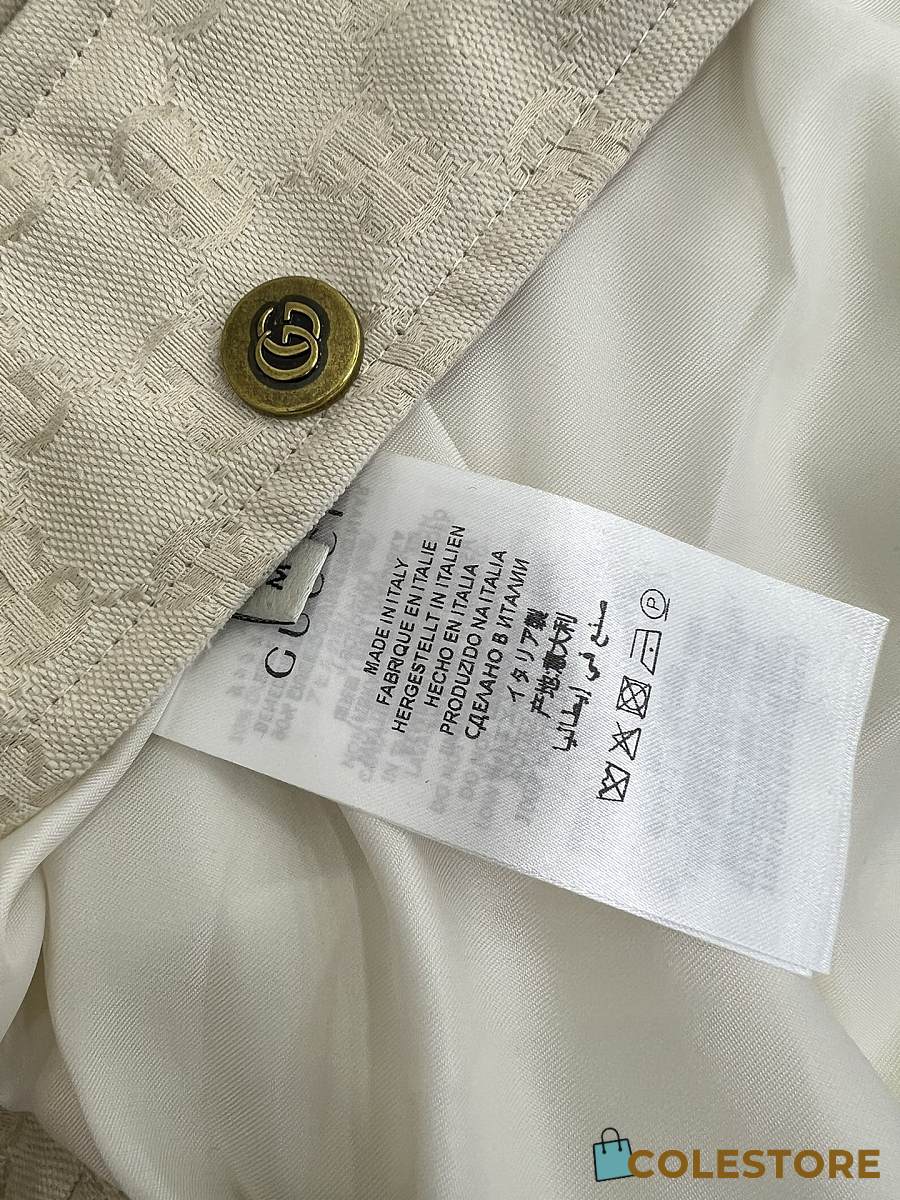 GUCCI
M
MADE IN ITALY
FABRIQUE EN ITALIE
HERGESTELLT IN ITALIEN
HECHO EN ITALIA
PRODUZIDO NA ITALIA
СДЕЛАНО В ИТАЛИИ
イタリア製
产地:意大利
صنع في إيطاليا
P
COLESTORE